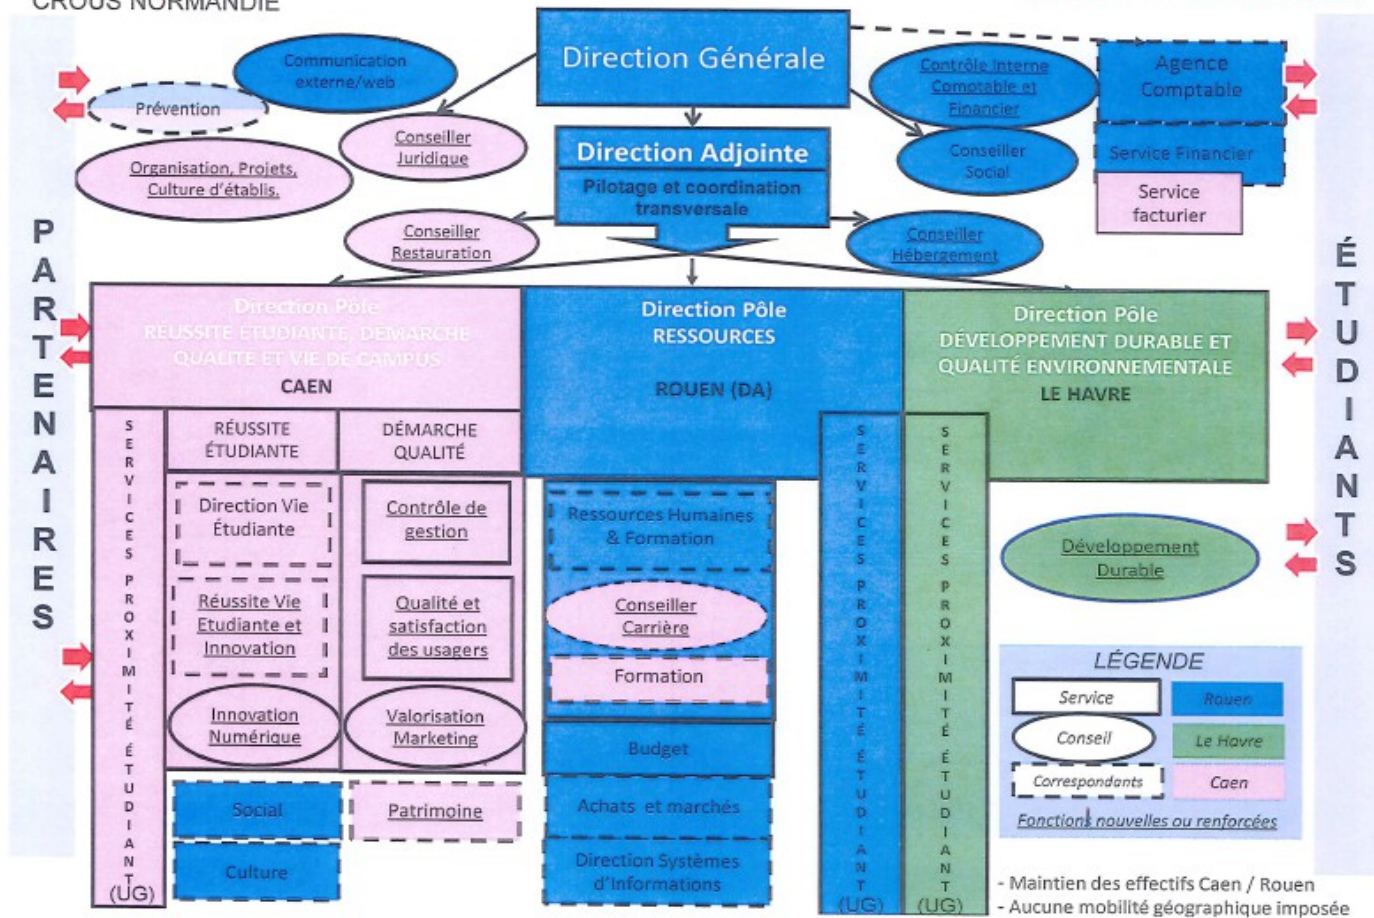 CROUS NORMANDIE
Direction Générale
Communication
externe/web
Prévention
Conseiller
Juridique
Organisation, Projets,
Culture d'établis.
Contrôle Interne
Comptable et
Financier
Conseiller
Social
Agence
Comptable
Service Financier
Service
facturier
Direction Adjointe
Pilotage et coordination
transversale
Conseiller
Restauration
Conseiller
Hébergement
PARTENAIRES
ÉTUDIANTS
Direction Pôle
RÉUSSITE ETUDIANTE, DEMARCHE
QUALITE ET VIE DE CAMPUS
CAEN
Direction Pôle
RESSOURCES
ROUEN (DA)
Direction Pôle
DÉVELOPPEMENT DURABLE ET
QUALITÉ ENVIRONNEMENTALE
LE HAVRE
SERVICES PROXIMITÉ ÉTUDIANT
(UG)
RÉUSSITE
ÉTUDIANTE
DÉMARCHE
QUALITÉ
Direction Vie
Étudiante
Contrôle de
gestion
Réussite Vie
Etudiante et
Innovation
Qualité et
satisfaction
des usagers
Innovation
Numérique
Valorisation
Marketing
Social
Patrimoine
Culture
Ressources Humaines
& Formation
Conseiller
Carrière
Formation
Budget
Achats et marchés
Direction Systèmes
d'Informations
SERVICES PROXIMITÉ ÉTUDIANT
(UG)
SERVICES PROXIMITÉ ÉTUDIANT
(UG)
Développement
Durable
LÉGENDE
Service
Rouen
Conseil
Le Havre
Correspondants
Caen
Fonctions nouvelles ou renforcées
- Maintien des effectifs Caen / Rouen
- Aucune mobilité géographique imposée